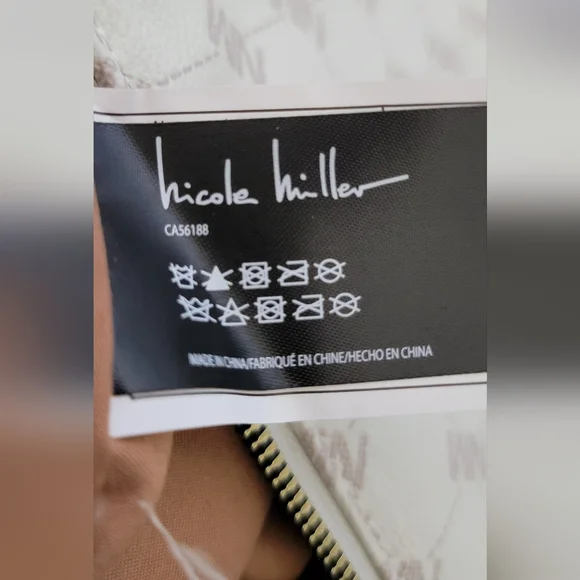 Nicole Miller
CA56188
MADE IN CHINA/FABRIQUÉ EN CHINE/HECHO EN CHINA